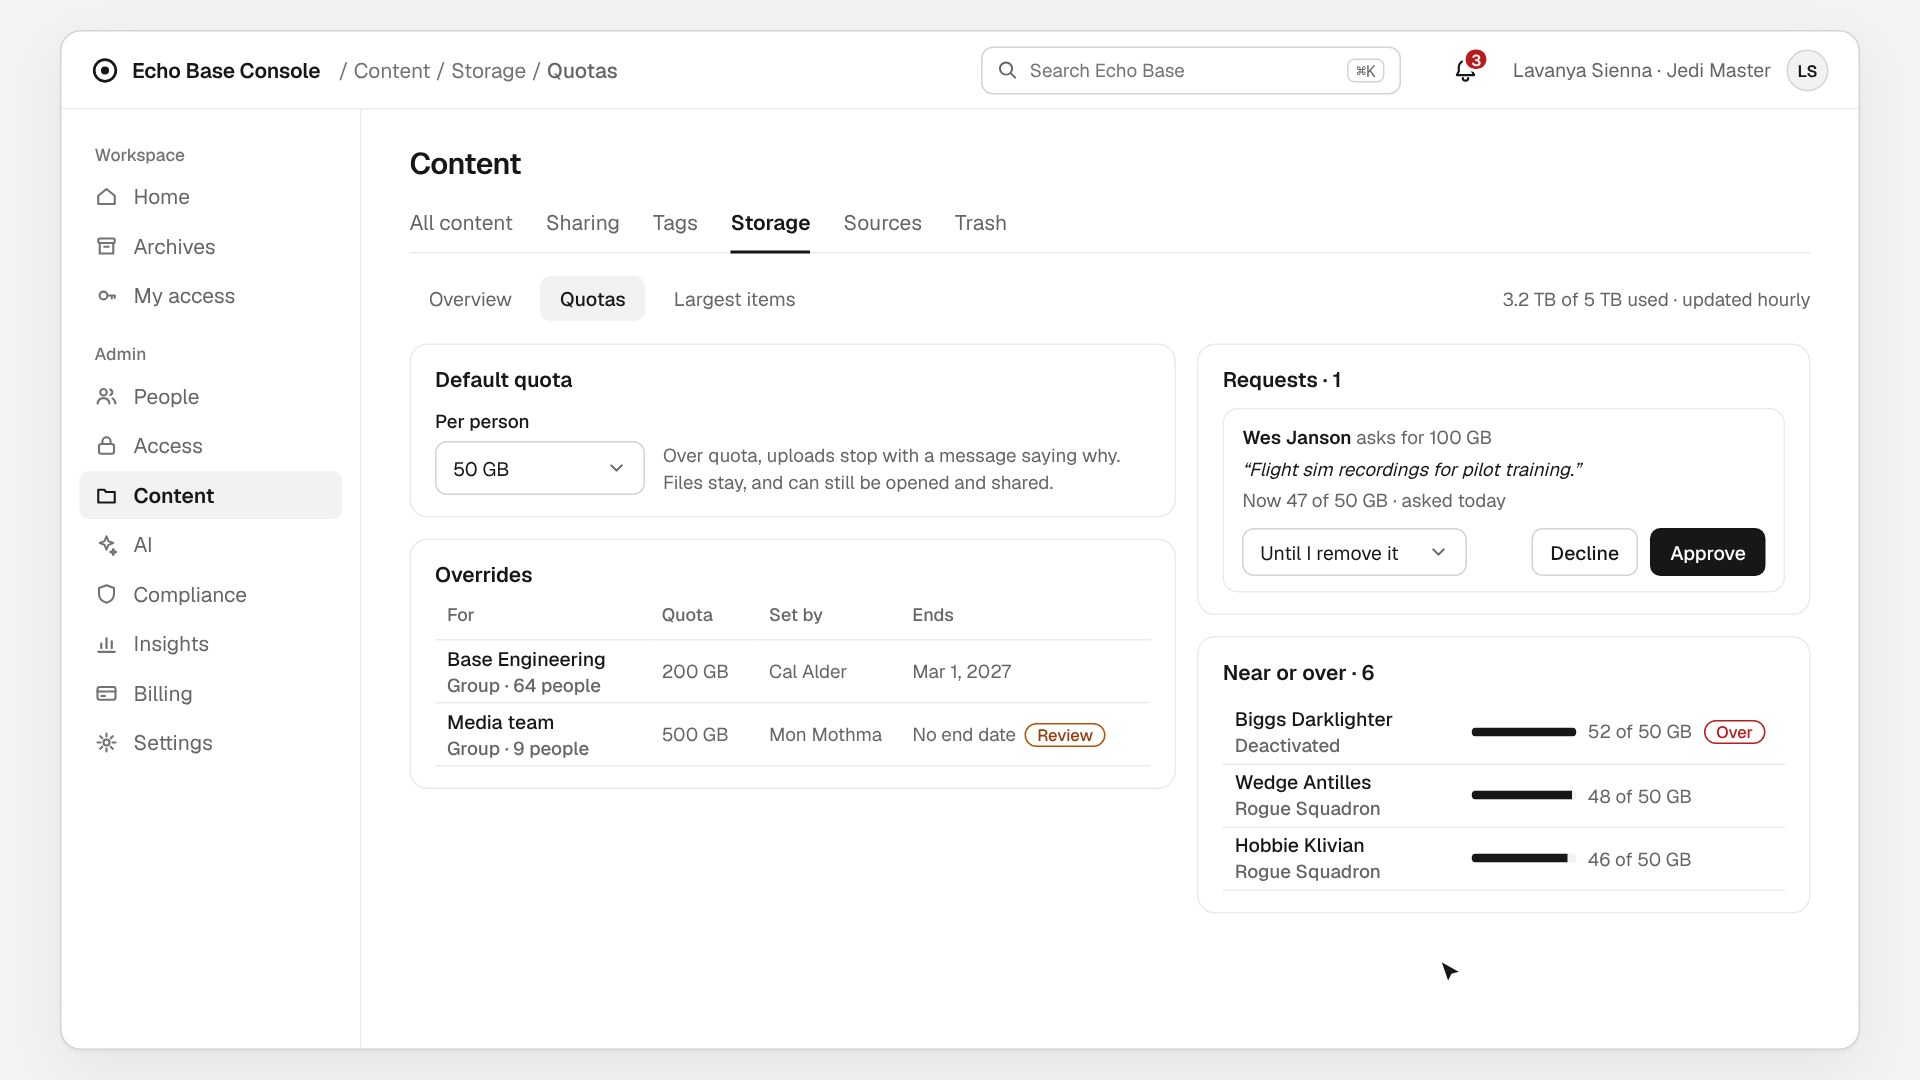 Echo Base Console / Content / Storage / Quotas
Search Echo Base ⌘K
3
Lavanya Sienna · Jedi Master LS
Workspace
Home
Archives
My access
Admin
People
Access
Content
AI
Compliance
Insights
Billing
Settings
Content
All content Sharing Tags Storage Sources Trash
Overview Quotas Largest items
3.2 TB of 5 TB used · updated hourly
Default quota
Per person
50 GB
Over quota, uploads stop with a message saying why.
Files stay, and can still be opened and shared.
Overrides
For Quota Set by Ends
Base Engineering
Group · 64 people
200 GB Cal Alder Mar 1, 2027
Media team
Group · 9 people
500 GB Mon Mothma No end date Review
Requests · 1
Wes Janson asks for 100 GB
“Flight sim recordings for pilot training.”
Now 47 of 50 GB · asked today
Until I remove it Decline Approve
Near or over · 6
Biggs Darklighter
Deactivated
52 of 50 GB Over
Wedge Antilles
Rogue Squadron
48 of 50 GB
Hobbie Klivian
Rogue Squadron
46 of 50 GB